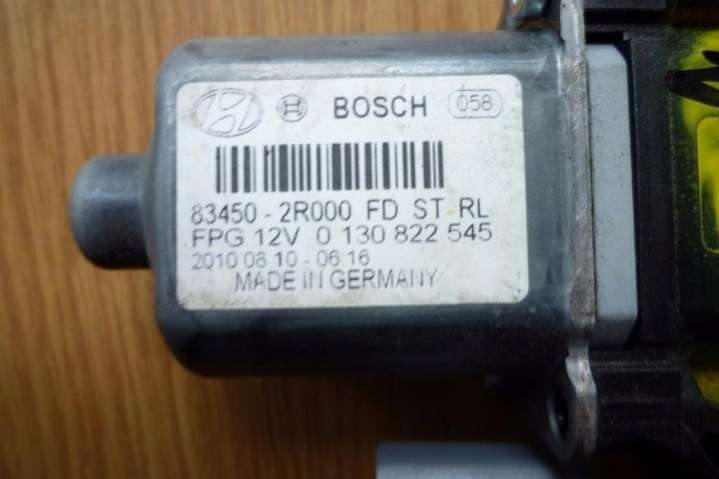 BOSCH 058
83450 - 2R000 FD ST RL
FPG 12V 0 130 822 545
2010 08 10 - 06:16
MADE IN GERMANY